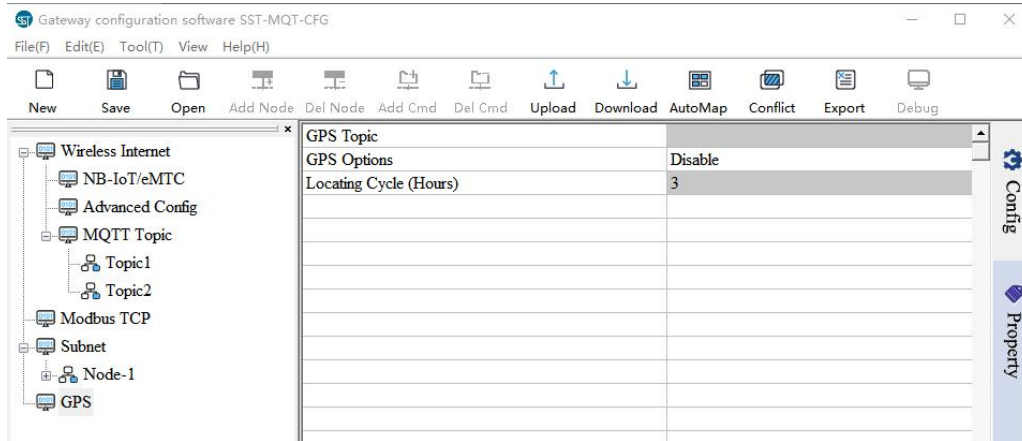 SST Gateway configuration software SST-MQT-CFG
File(F) Edit(E) Tool(T) View Help(H)
New Save Open Add Node Del Node Add Cmd Del Cmd Upload Download AutoMap Conflict Export Debug
Wireless Internet
NB-IoT/eMTC
Advanced Config
MQTT Topic
Topic1
Topic2
Modbus TCP
Subnet
Node-1
GPS
GPS Topic
GPS Options Disable
Locating Cycle (Hours) 3
Config
Property